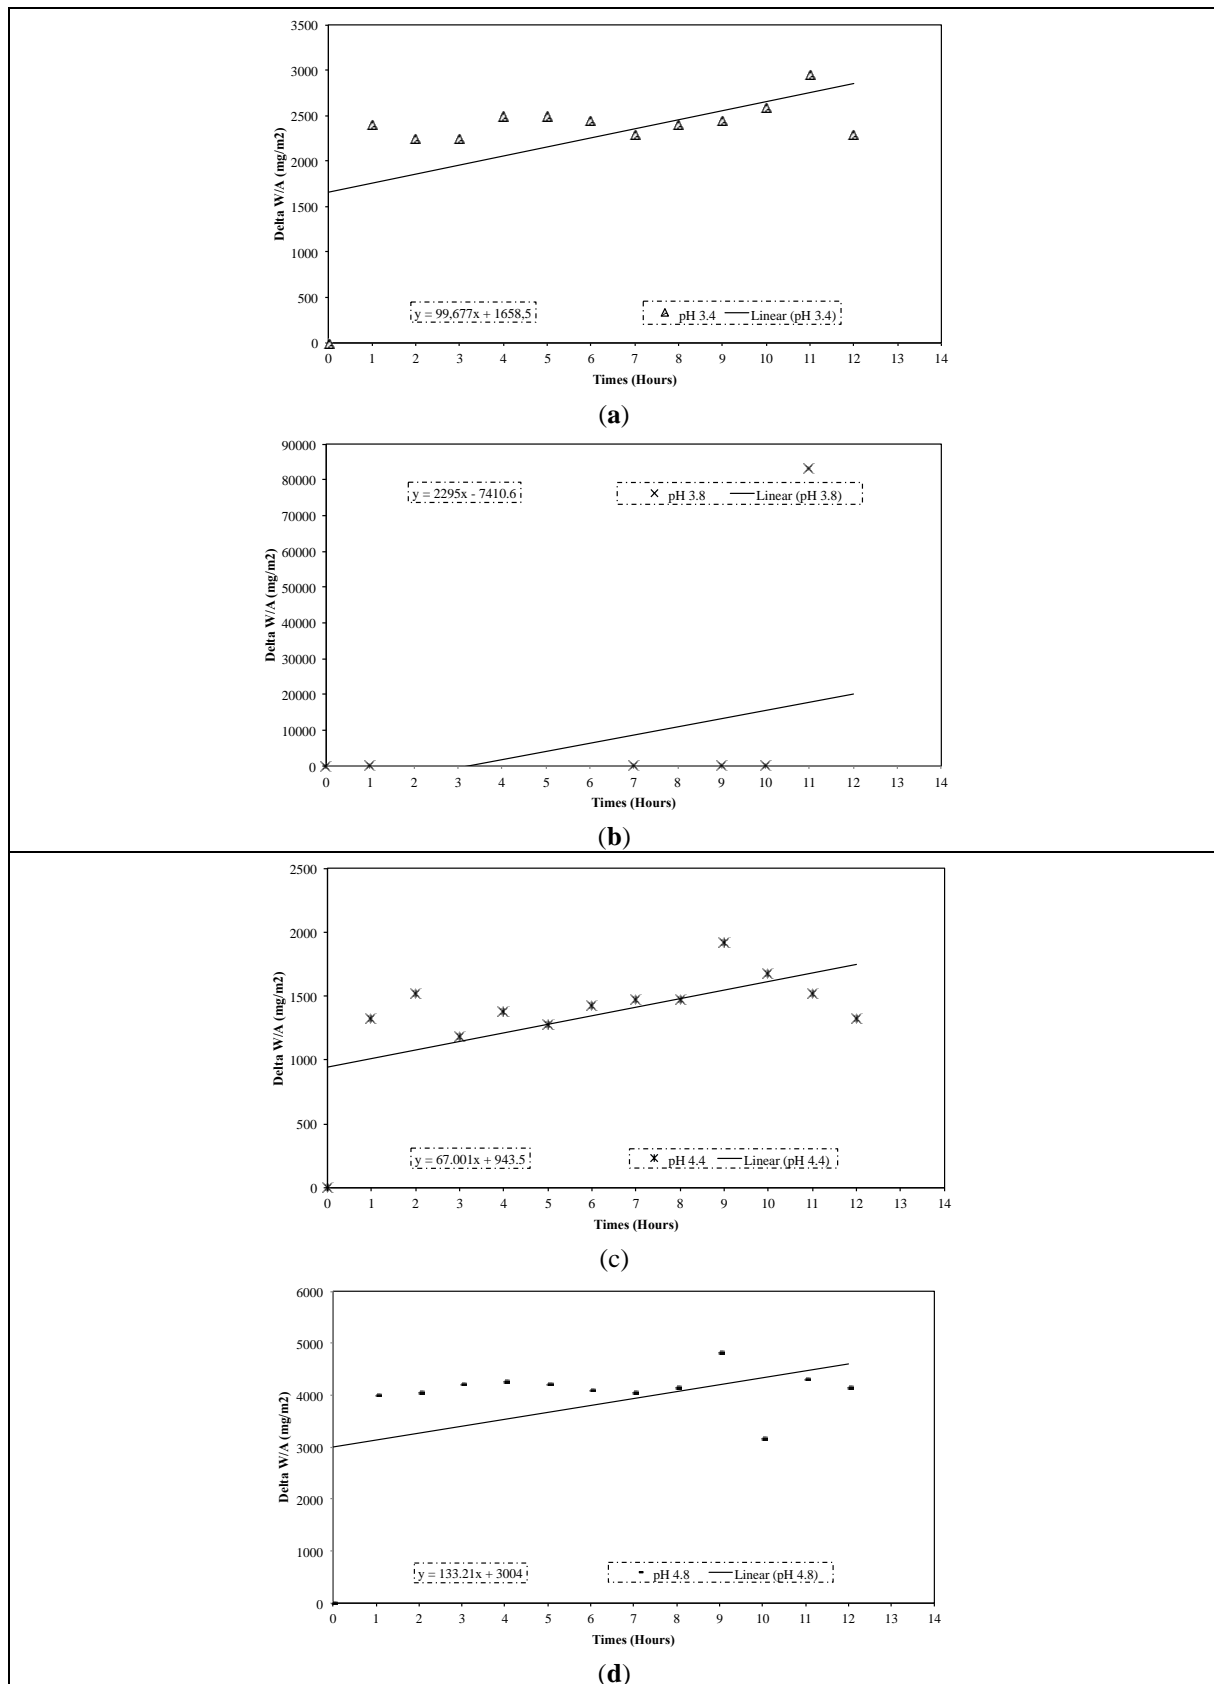 3500
3000
2500
2000
1500
1000
500
0
Delta W/A (mg/m2)
y = 99,677x + 1658,5
pH 3.4 Linear (pH 3.4)
0 1 2 3 4 5 6 7 8 9 10 11 12 13 14
Times (Hours)
(a)
90000
80000
70000
60000
50000
40000
30000
20000
10000
0
Delta W/A (mg/m2)
y = 2295x - 7410.6
pH 3.8 Linear (pH 3.8)
0 1 2 3 4 5 6 7 8 9 10 11 12 13 14
Times (Hours)
(b)
2500
2000
1500
1000
500
0
Delta W/A (mg/m2)
y = 67.001x + 943.5
pH 4.4 Linear (pH 4.4)
0 1 2 3 4 5 6 7 8 9 10 11 12 13 14
Times (Hours)
(c)
6000
5000
4000
3000
2000
1000
0
Delta W/A (mg/m2)
y = 133.21x + 3004
pH 4.8 Linear (pH 4.8)
0 1 2 3 4 5 6 7 8 9 10 11 12 13 14
Times (Hours)
(d)